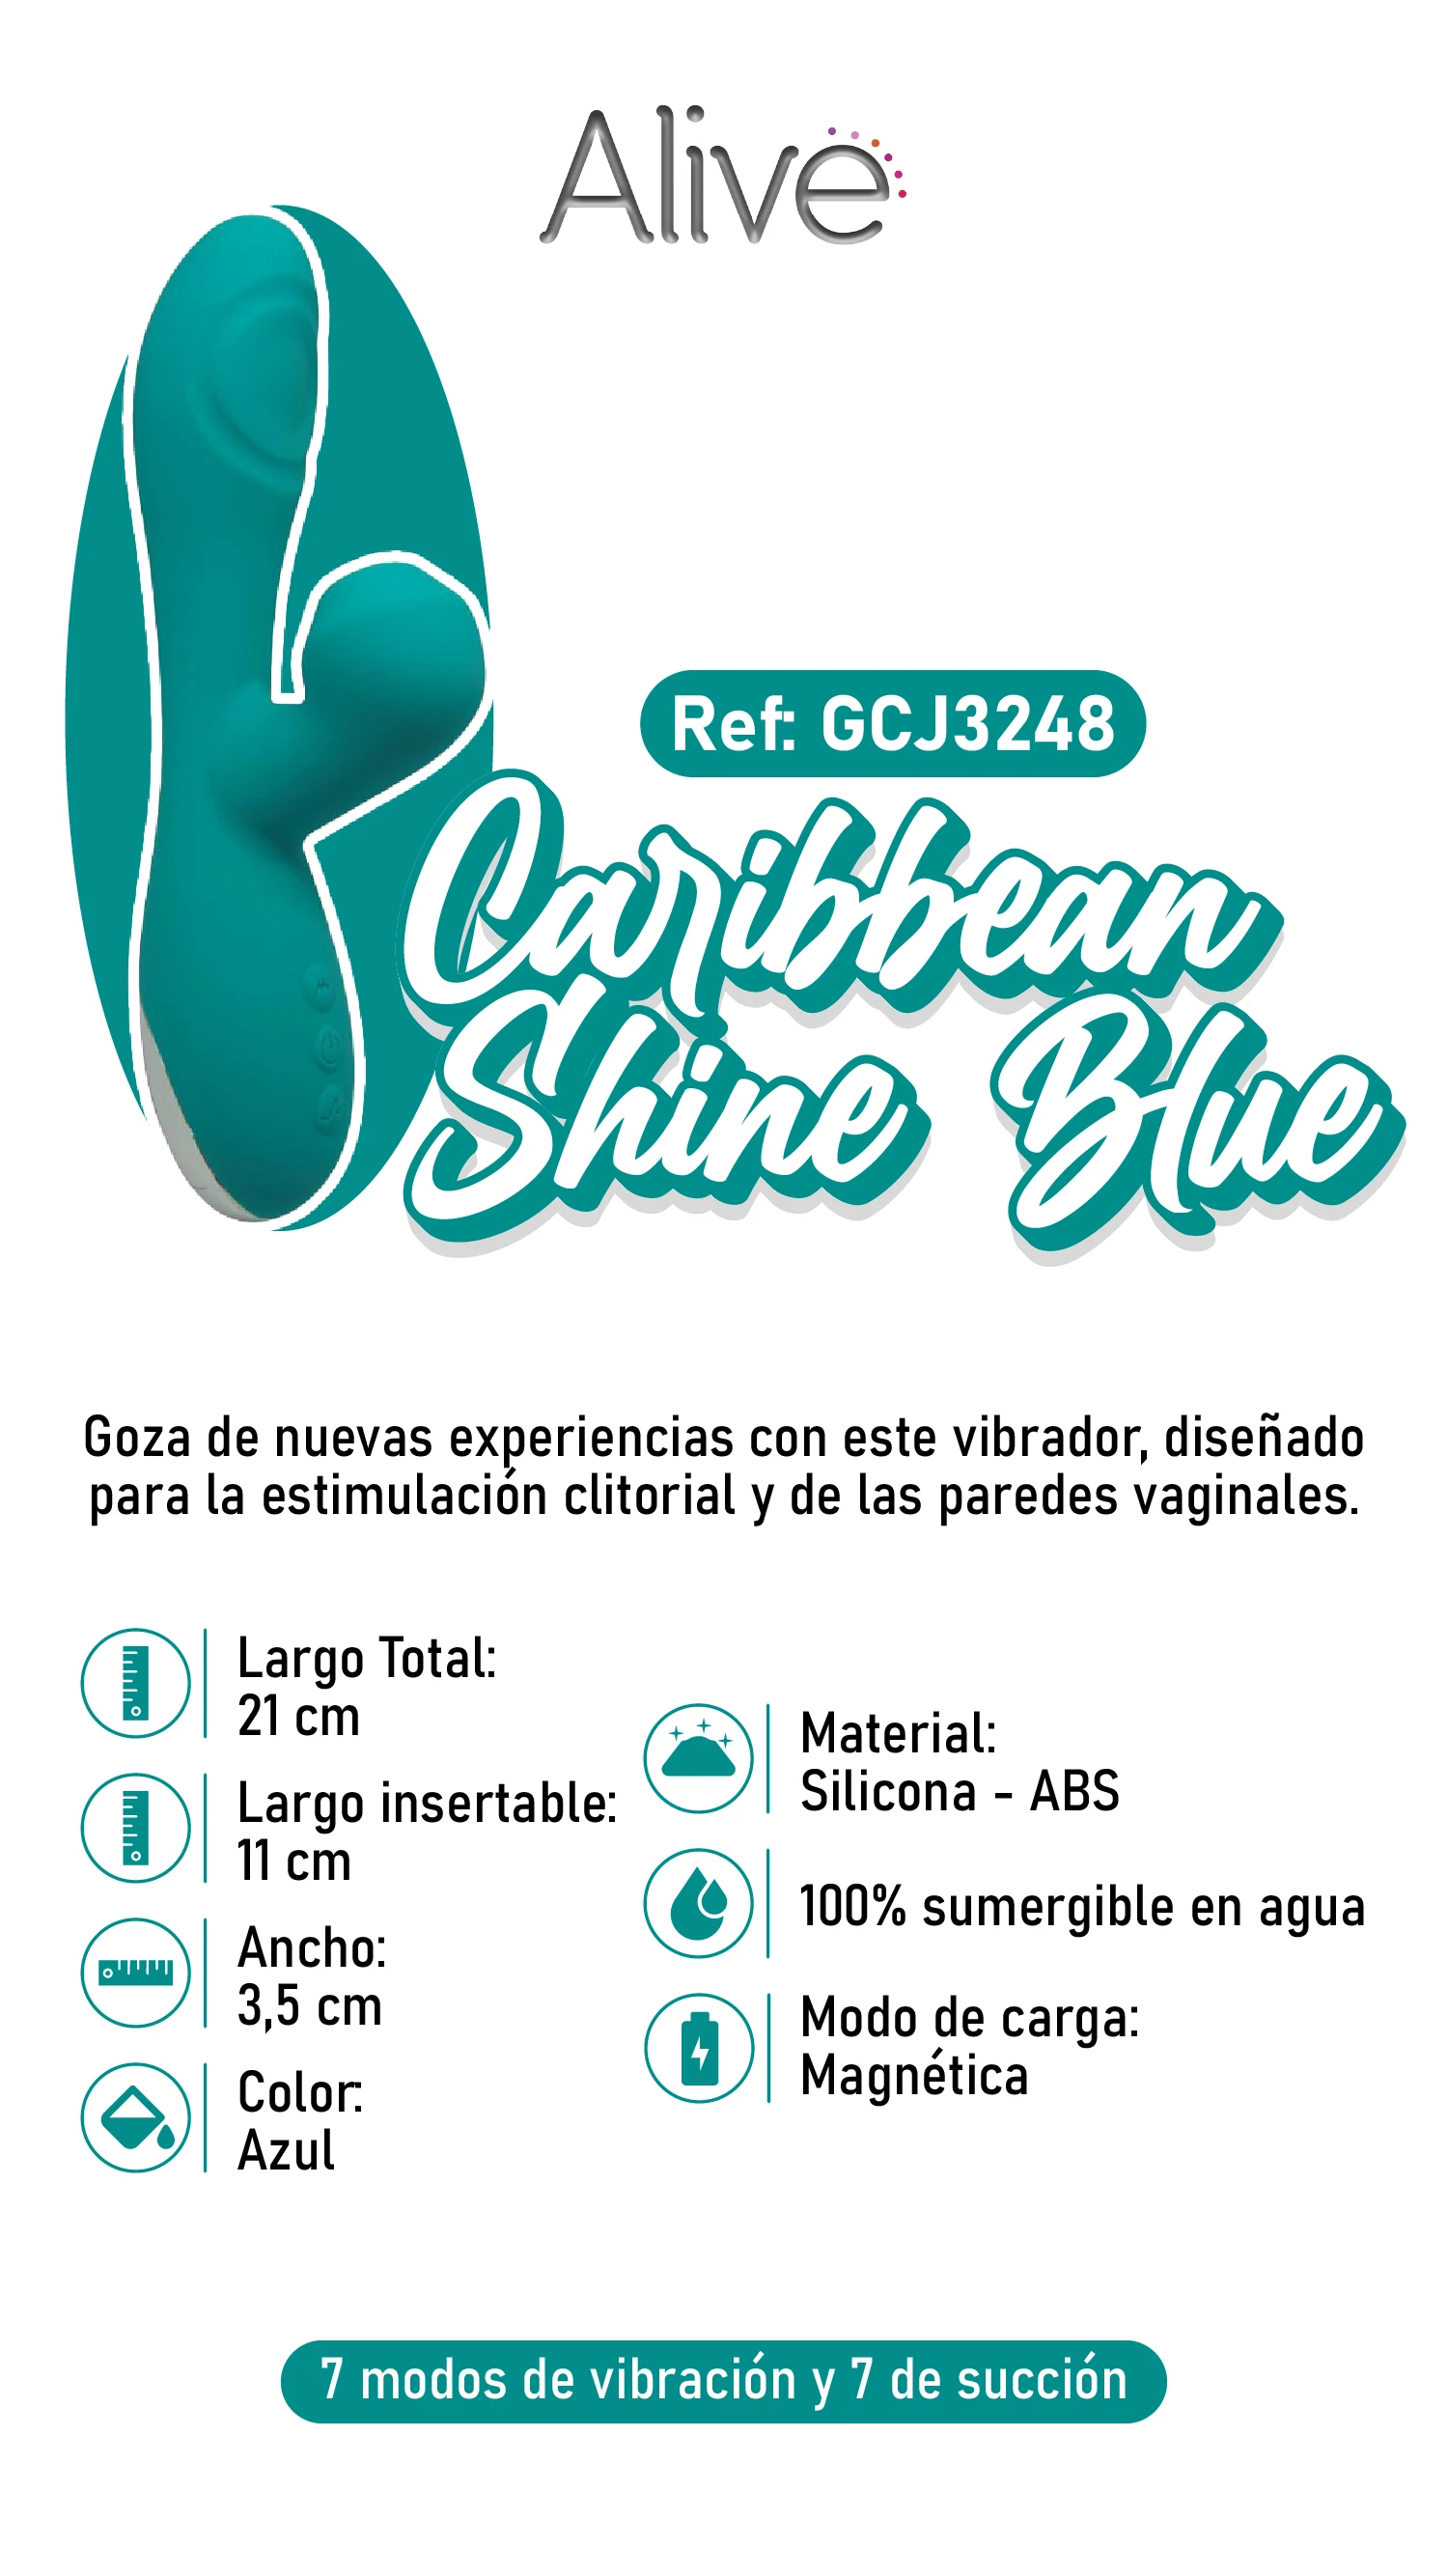 Alive
Ref: GCJ3248
Caribbean
Shine Blue
Goza de nuevas experiencias con este vibrador, diseñado
para la estimulación clitorial y de las paredes vaginales.
Largo Total:
21 cm
Largo insertable:
11 cm
Ancho:
3,5 cm
Color:
Azul
Material:
Silicona - ABS
100% sumergible en agua
Modo de carga:
Magnética
7 modos de vibración y 7 de succión